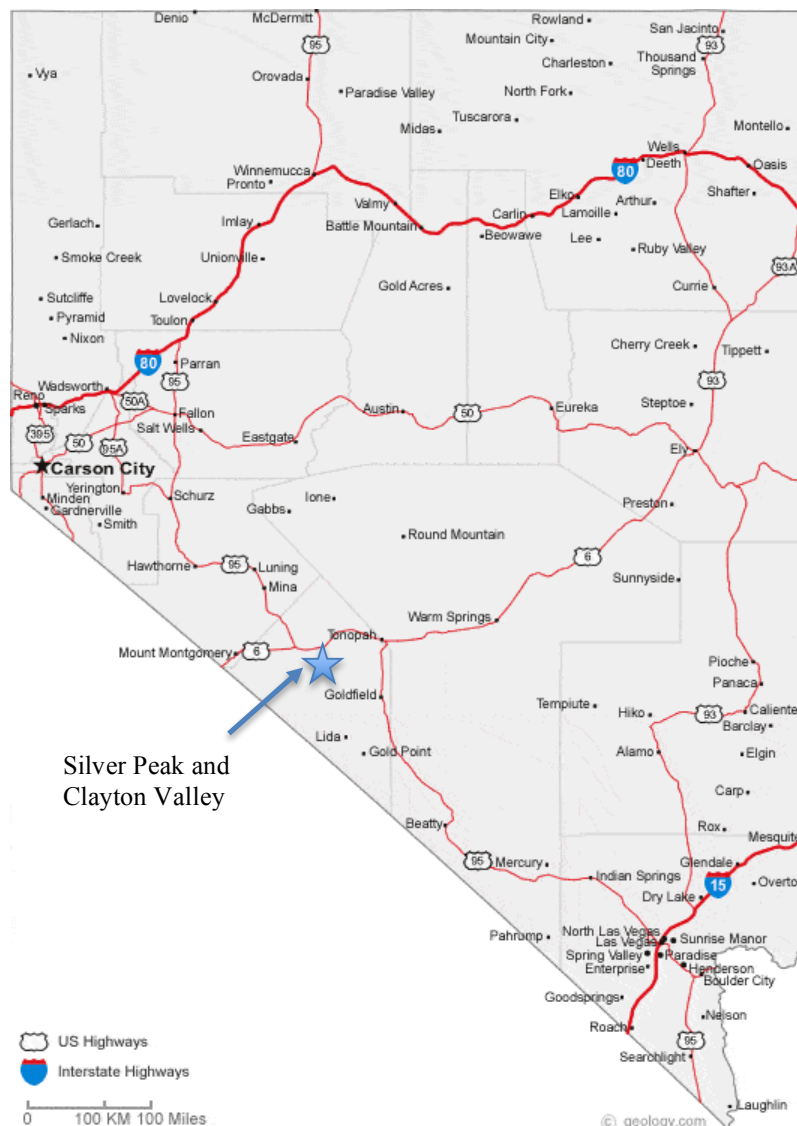 Denio
McDermitt
Rowland
San Jacinto
95
Mountain City
93
Vya
Orovada
Charleston
Thousand
Springs
Paradise Valley
North Fork
Tuscarora
Midas
Montello
Wells
Winnemucca
Deeth
Oasis
Pronto
80
Elko
Arthur
Shafter
Valmy
Carlin
Lamoille
Gerlach
Imlay
Battle Mountain
Beowawe
Lee
Ruby Valley
Smoke Creek
Unionville
93A
Gold Acres
Currie
Sutcliffe
Lovelock
Pyramid
Toulon
Nixon
Cherry Creek
Tippett
80
Parran
Wadsworth
95
93
Reno
50A
Steptoe
Sparks
Fallon
Austin
50
Eureka
395
50
Salt Wells
95A
Eastgate
Ely
Carson City
Yerington
Minden
Schurz
Ione
Preston
Gardnerville
Gabbs
Smith
Round Mountain
6
Hawthorne
95
Luning
Sunnyside
Mina
Warm Springs
Tonopah
Mount Montgomery
6
Pioche
Panaca
Goldfield
Tempiute
Hiko
93
Caliente
Barclay
Lida
Gold Point
Alamo
Elgin
Silver Peak and
Clayton Valley
Carp
Beatty
Rox
Mesquite
95
Mercury
Glendale
Indian Springs
15
Overto
Dry Lake
Pahrump
North Las Vegas
Las Vegas
Sunrise Manor
Spring Valley
Paradise
Enterprise
Henderson
Boulder City
Goodsprings
Nelson
Roach
95
US Highways
Searchlight
Interstate Highways
Laughlin
0 100 KM 100 Miles
© geology.com